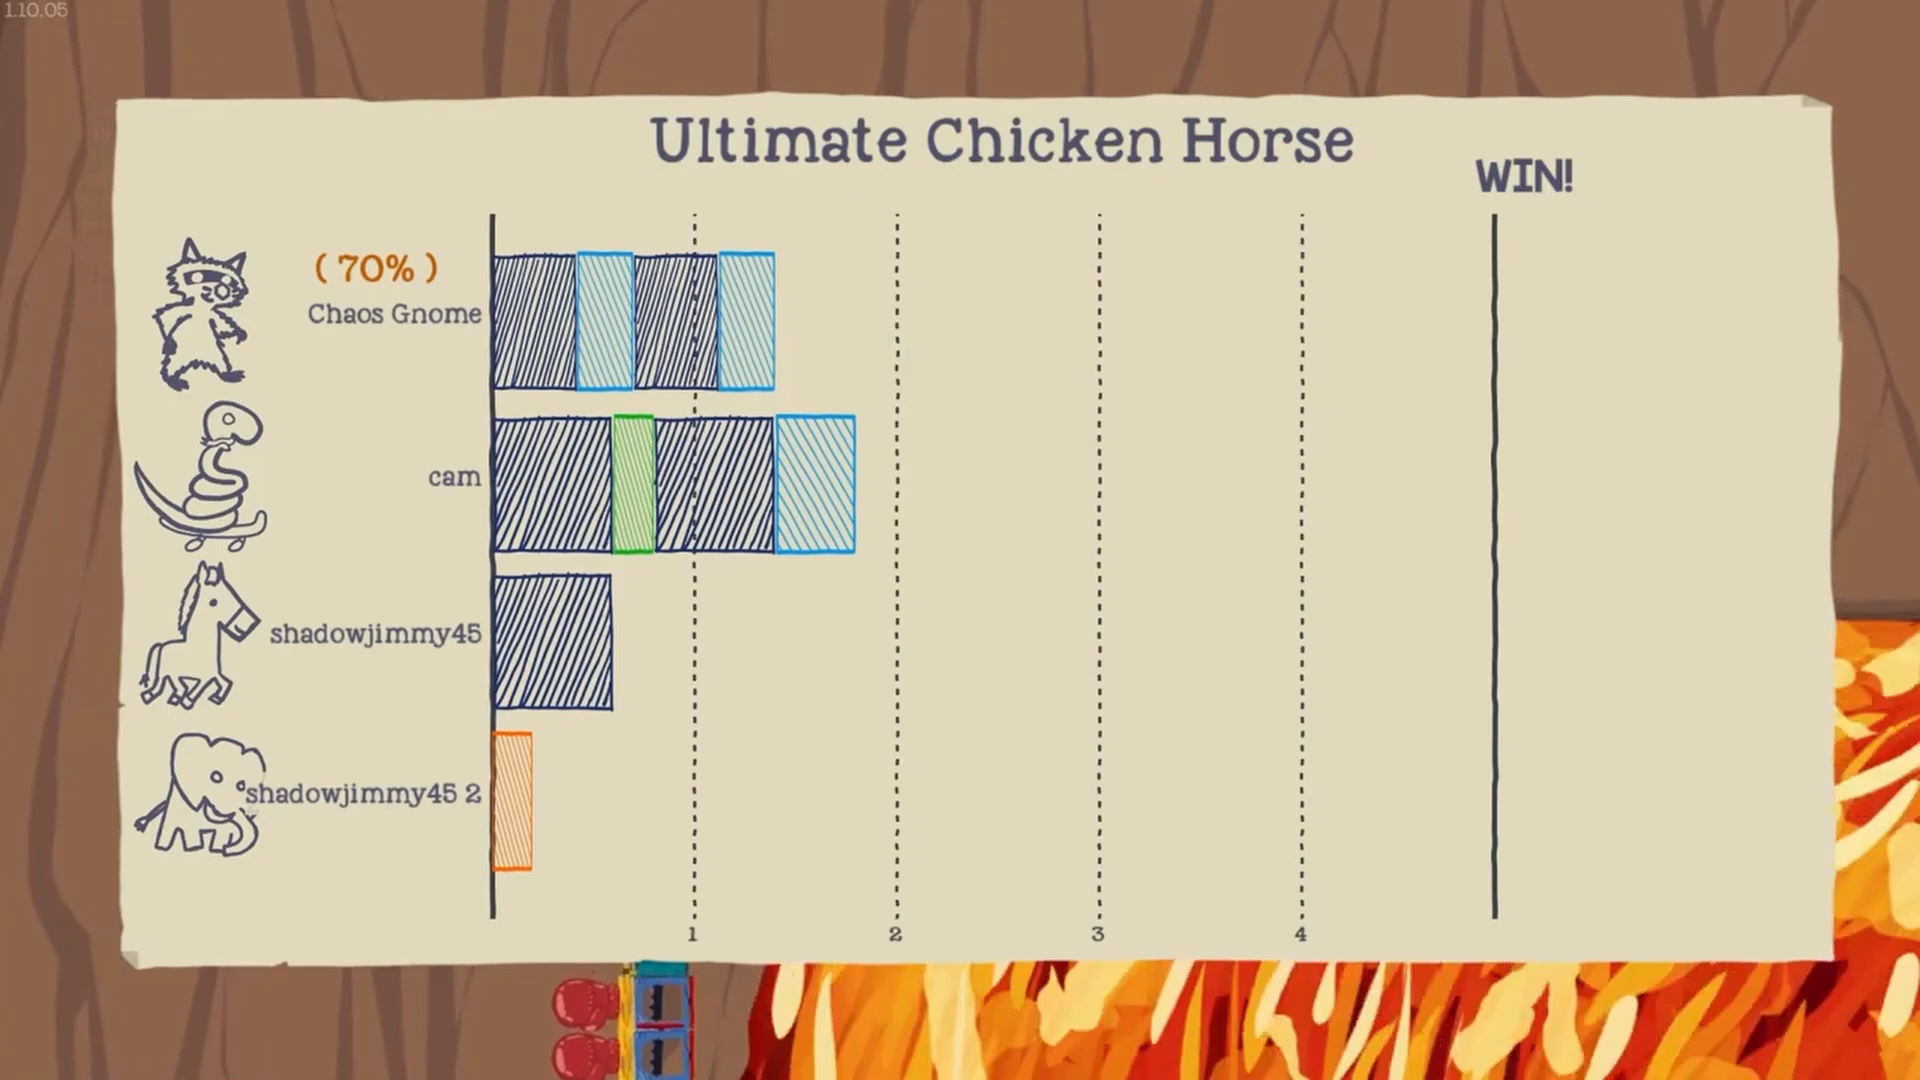 1.10.05
Ultimate Chicken Horse
WIN!
( 70% )
Chaos Gnome
cam
shadowjimmy45
shadowjimmy45 2
1 2 3 4